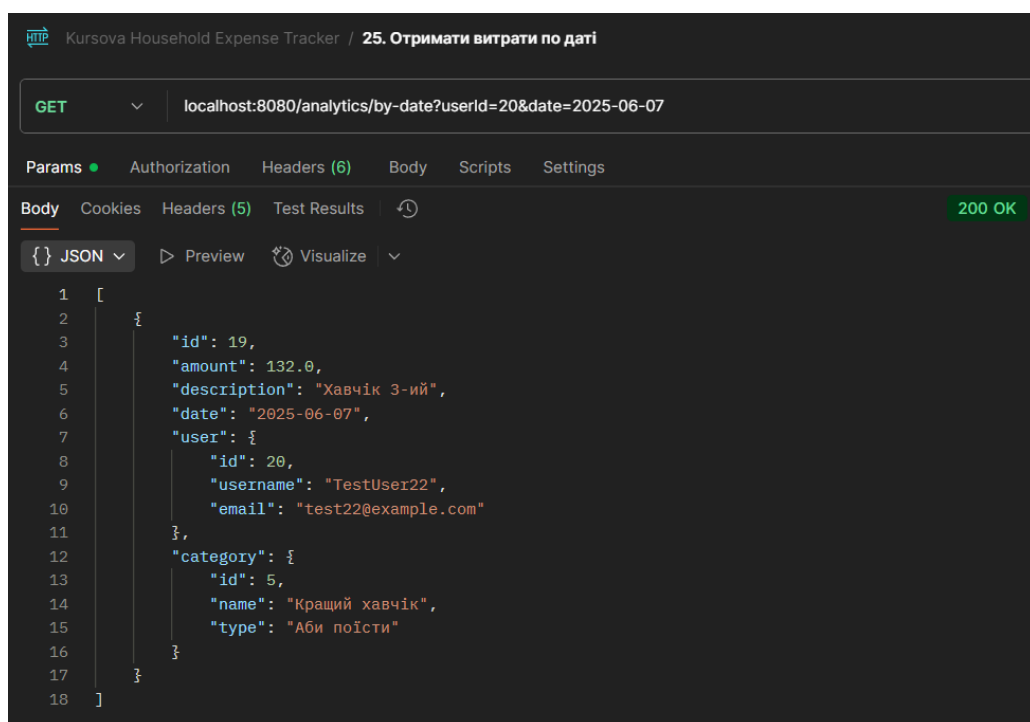 HTTP Kursova Household Expense Tracker / 25. Отримати витрати по даті
GET localhost:8080/analytics/by-date?userId=20&date=2025-06-07
Params Authorization Headers (6) Body Scripts Settings
Body Cookies Headers (5) Test Results 200 OK
{} JSON Preview Visualize
1 [
2 {
3 "id": 19,
4 "amount": 132.0,
5 "description": "Хавчік 3-ий",
6 "date": "2025-06-07",
7 "user": {
8 "id": 20,
9 "username": "TestUser22",
10 "email": "test22@example.com"
11 },
12 "category": {
13 "id": 5,
14 "name": "Кращий хавчік",
15 "type": "Аби поїсти"
16 }
17 }
18 ]